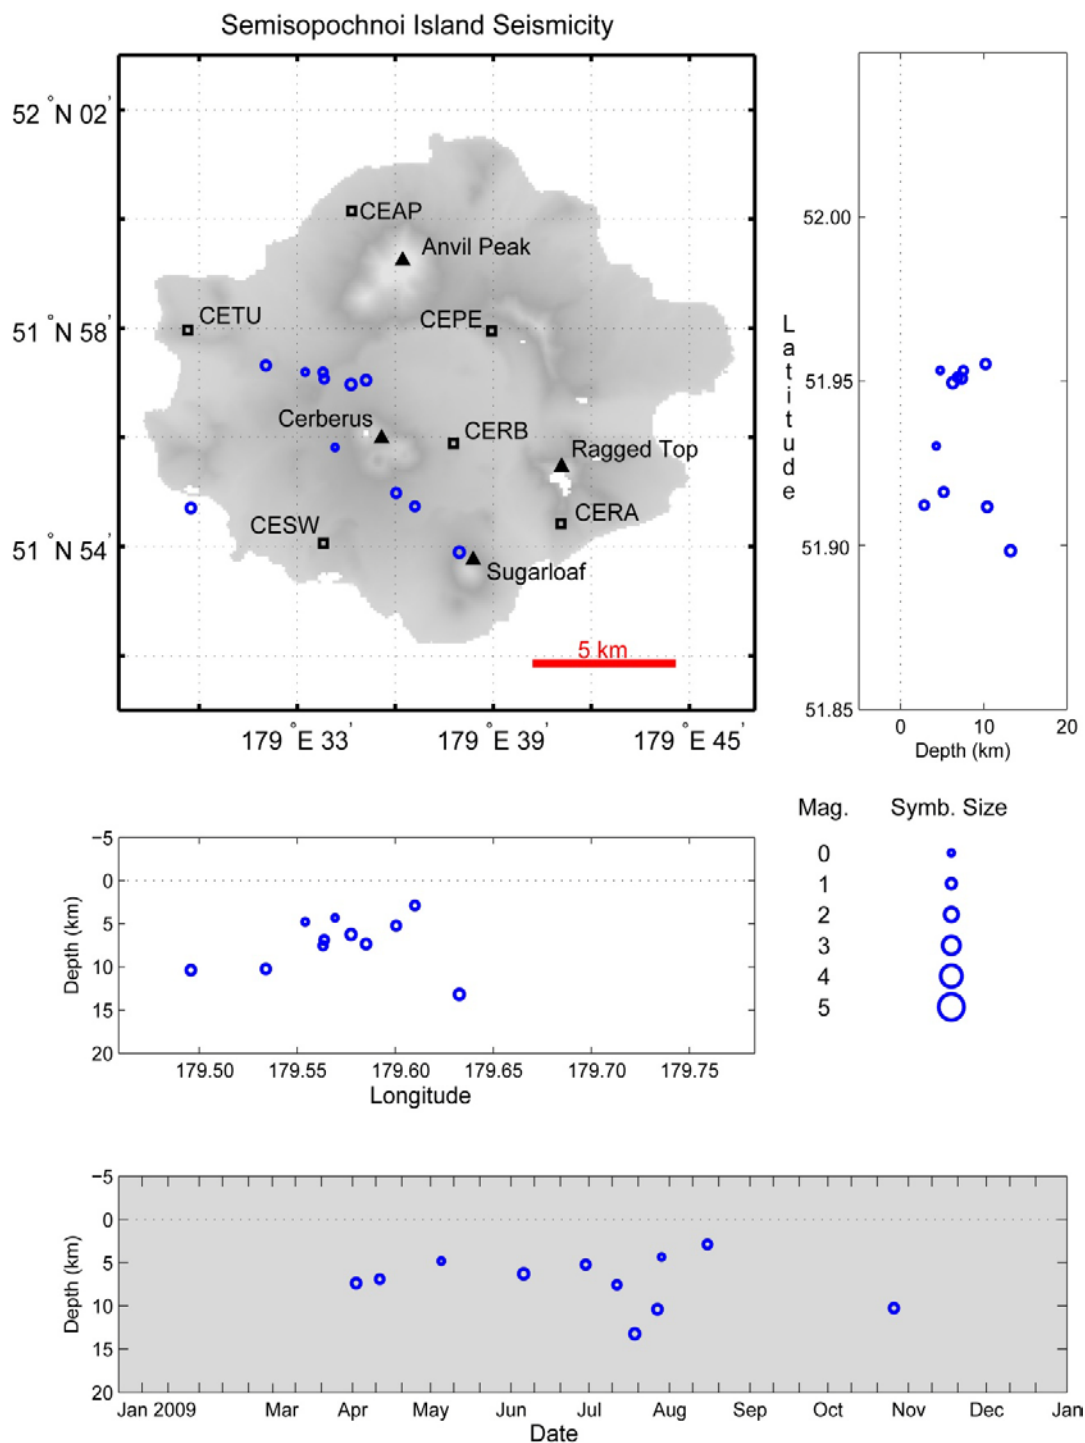 Semisopochnoi Island Seismicity
52 °N 02'
CEAP
Anvil Peak
52.00
CETU
CEPE
51 °N 58'
Latitude
51.95
Cerberus
CERB
Ragged Top
CESW
CERA
51 °N 54'
51.90
Sugarloaf
5 km
51.85
179 °E 33' 179 °E 39' 179 °E 45'
0 10 20
Depth (km)
Mag. Symb. Size
0
1
2
3
4
5
−5
0
5
10
15
20
Depth (km)
179.50 179.55 179.60 179.65 179.70 179.75
Longitude
−5
0
5
10
15
20
Depth (km)
Jan 2009 Mar Apr May Jun Jul Aug Sep Oct Nov Dec Jan
Date